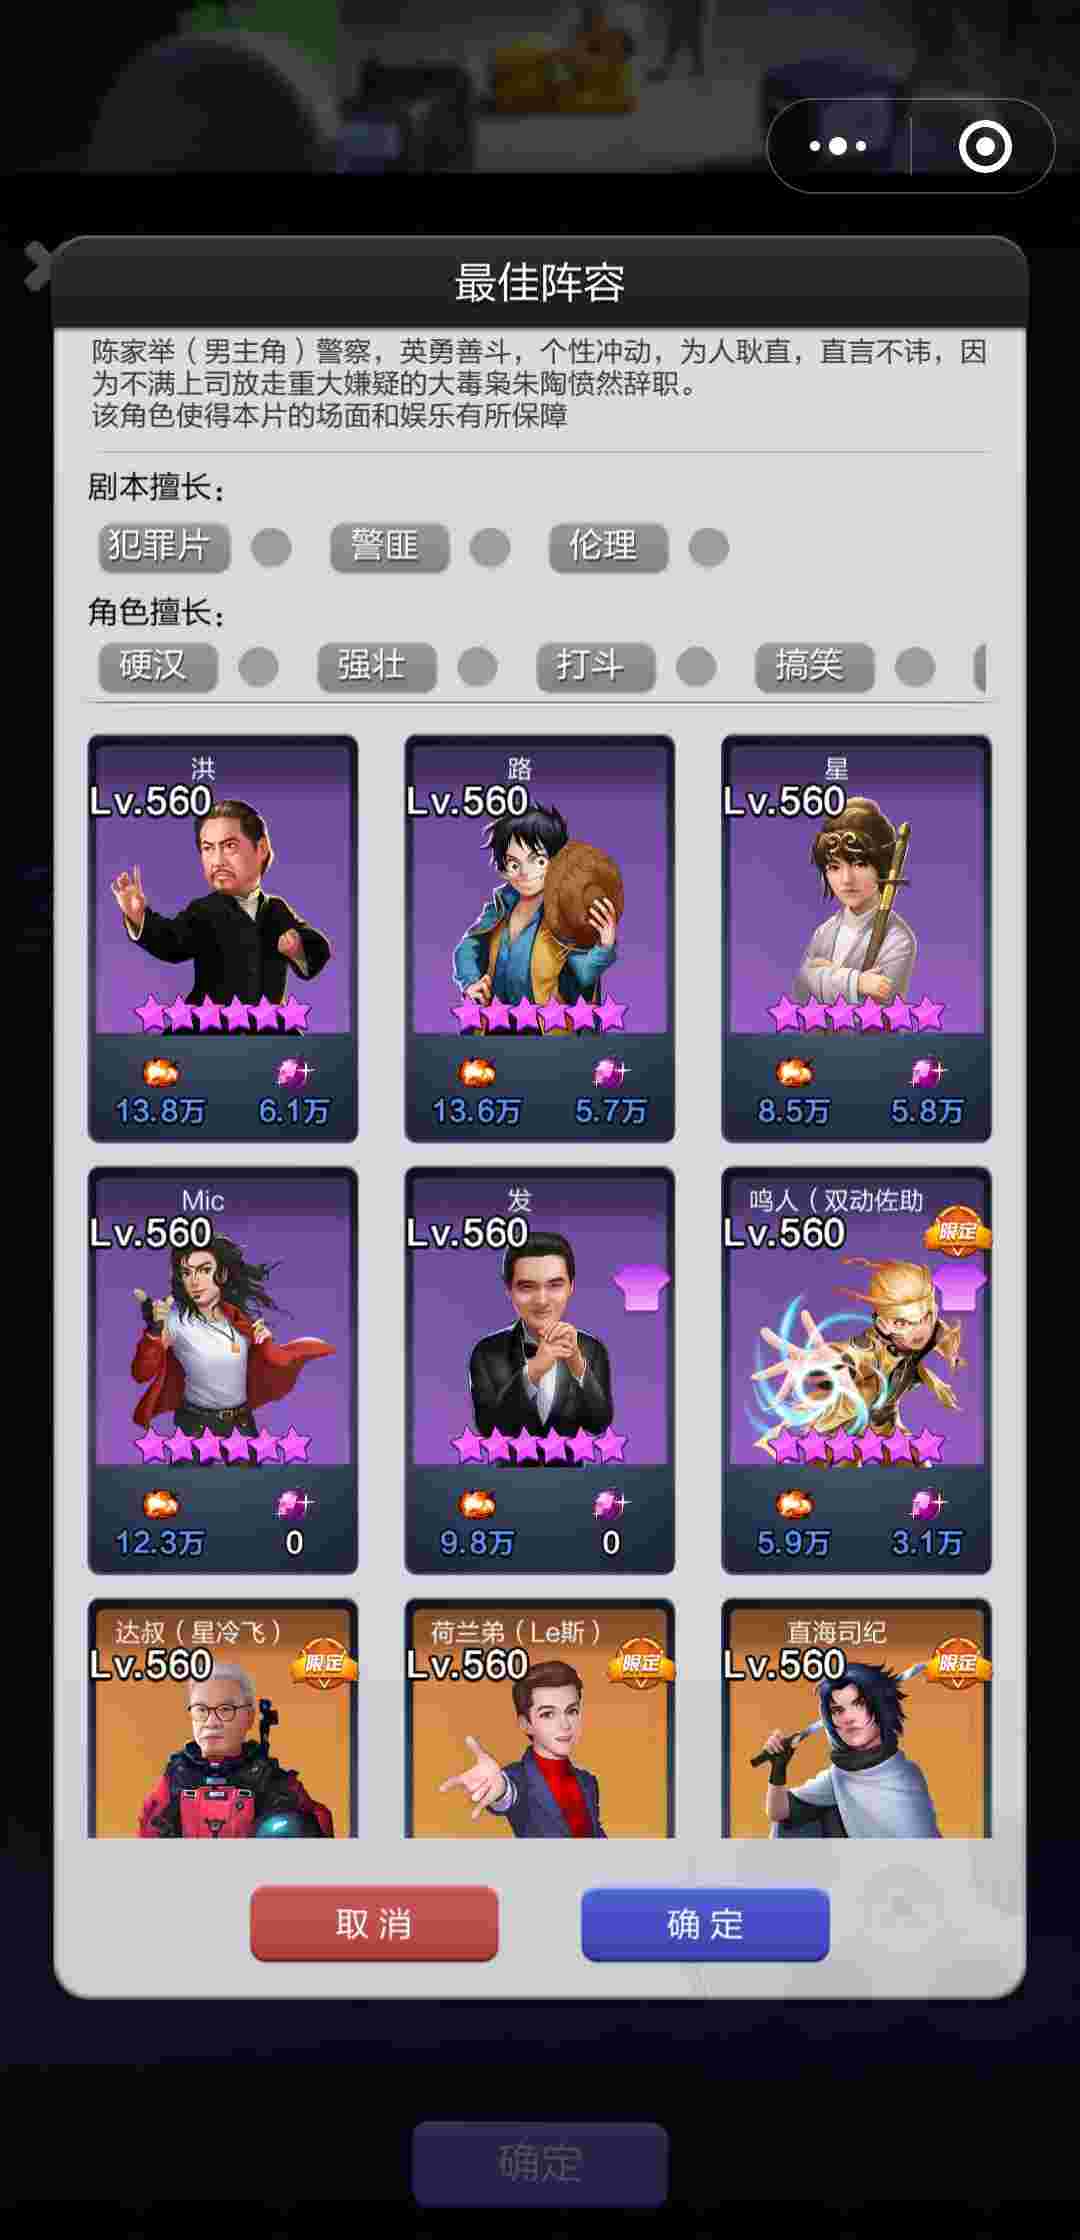 最佳阵容
陈家举（男主角）警察，英勇善斗，个性冲动，为人耿直，直言不讳，因
为不满上司放走重大嫌疑的大毒枭朱陶愤然辞职。
该角色使得本片的场面和娱乐有所保障
剧本擅长：
犯罪片 警匪 伦理
角色擅长：
硬汉 强壮 打斗 搞笑
洪 路 星
Lv.560 Lv.560 Lv.560
13.8万 6.1万 13.6万 5.7万 8.5万 5.8万
Mic 发 鸣人（双动佐助
Lv.560 Lv.560 Lv.560 限定
12.3万 0 9.8万 0 5.9万 3.1万
达叔（星冷飞） 荷兰弟（Le斯） 直海司纪
Lv.560 限定 Lv.560 限定 Lv.560 限定
取消 确定
确定